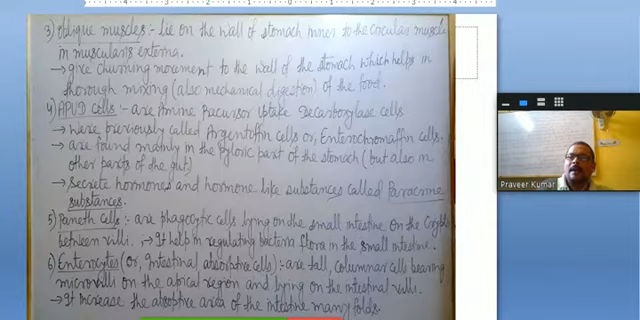 3) Oblique muscles :- lie on the wall of stomach inner to the circular muscle
in muscularis externa.
→ give churning movement to the wall of the stomach which helps in
thorough mixing (also mechanical digestion) of the food.
4) APUD cells :- are Amine Precursor Uptake Decarboxylase cells
→ were previously called Argentaffin cells or, Enterochromaffin cells.
→ are found mainly in the pyloric part of the stomach (but also in
other parts of the gut)
→ secrete hormones and hormone like substances called Paracrine
substances.
5) Paneth cells :- are phagocytic cells lying on the small intestine on the Crypts
between villi. → It help in regulating bacteria flora in the small intestine.
6) Enterocytes (or, Intestinal absorptive cells) :- are tall, columnar cells bearing
microvilli on the apical region and lying on the intestinal villi.
→ It increase the absorptive area of the intestine many folds.
Praveer Kumar